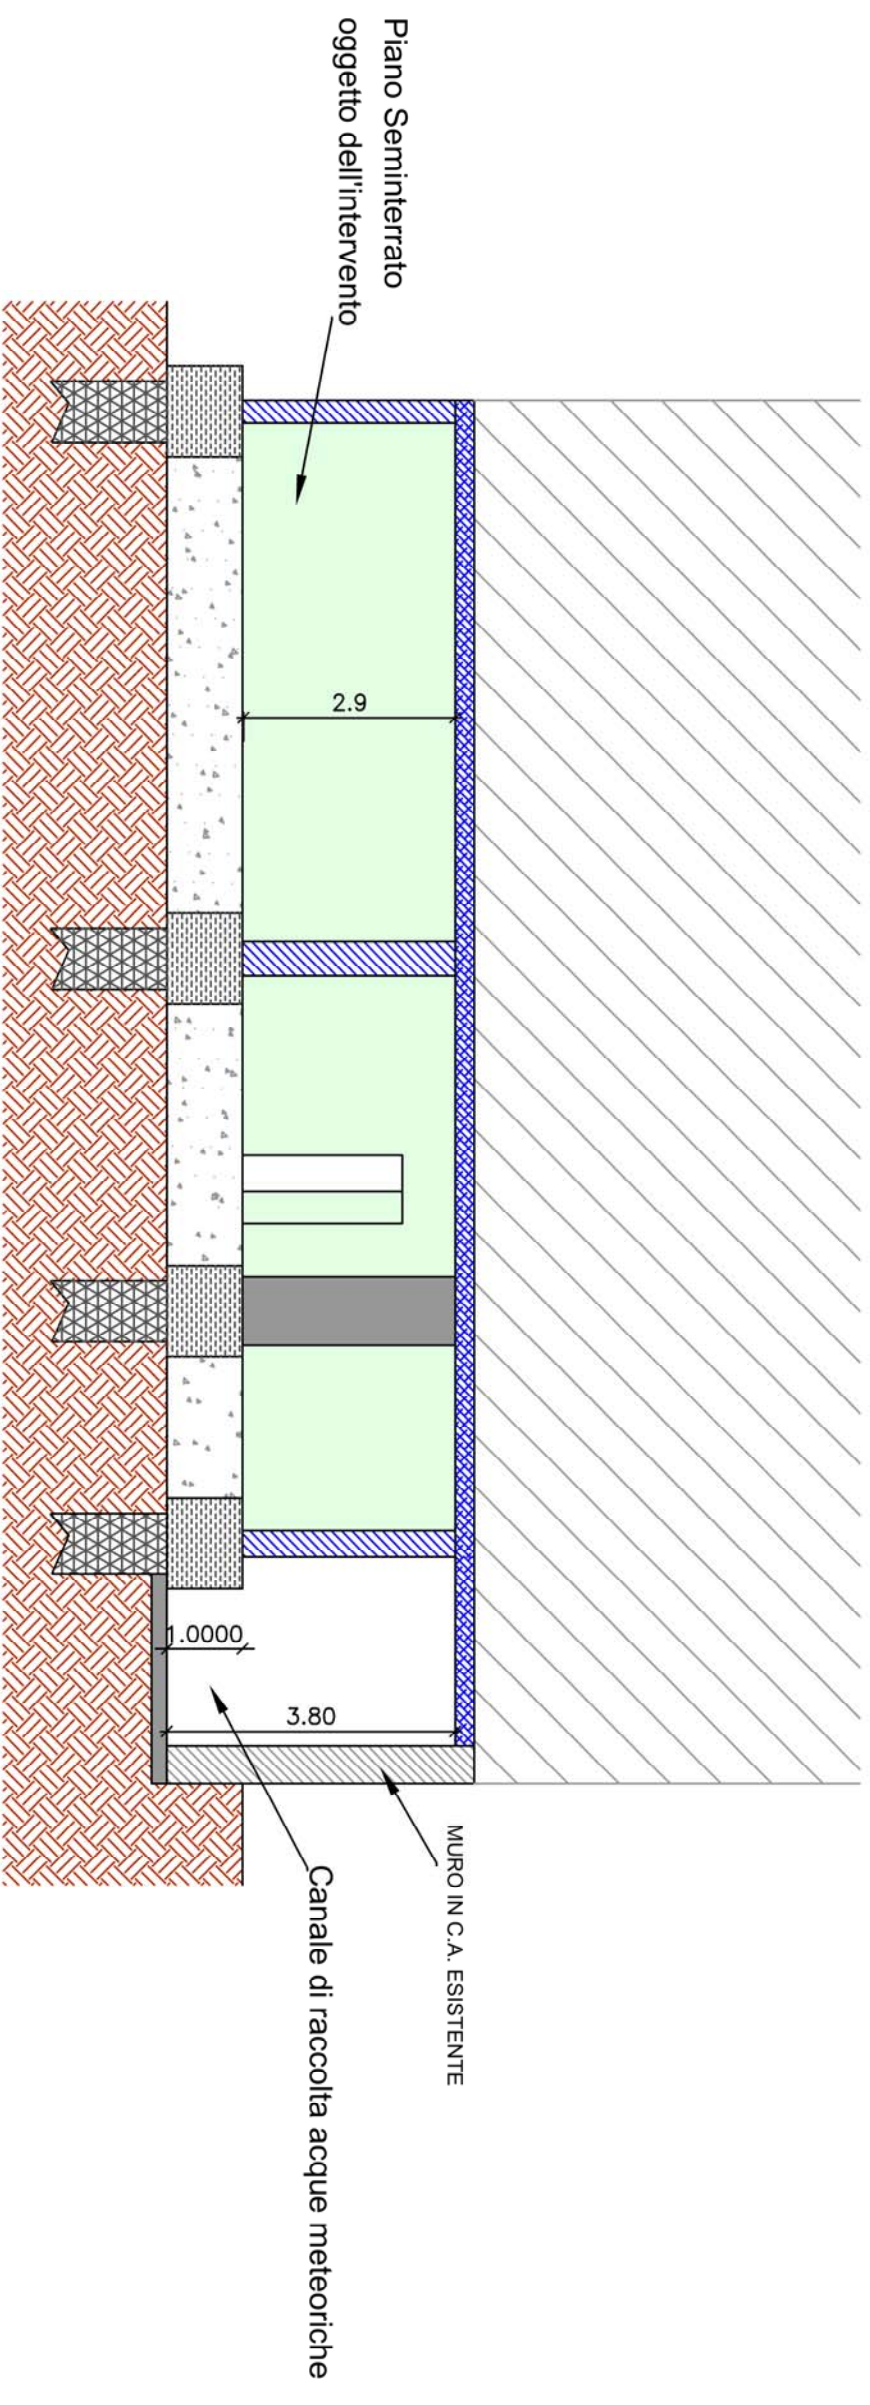 Piano Seminterrato
oggetto dell'intervento
2.9
1.0000
3.80
MURO IN C.A. ESISTENTE
Canale di raccolta acque meteoriche